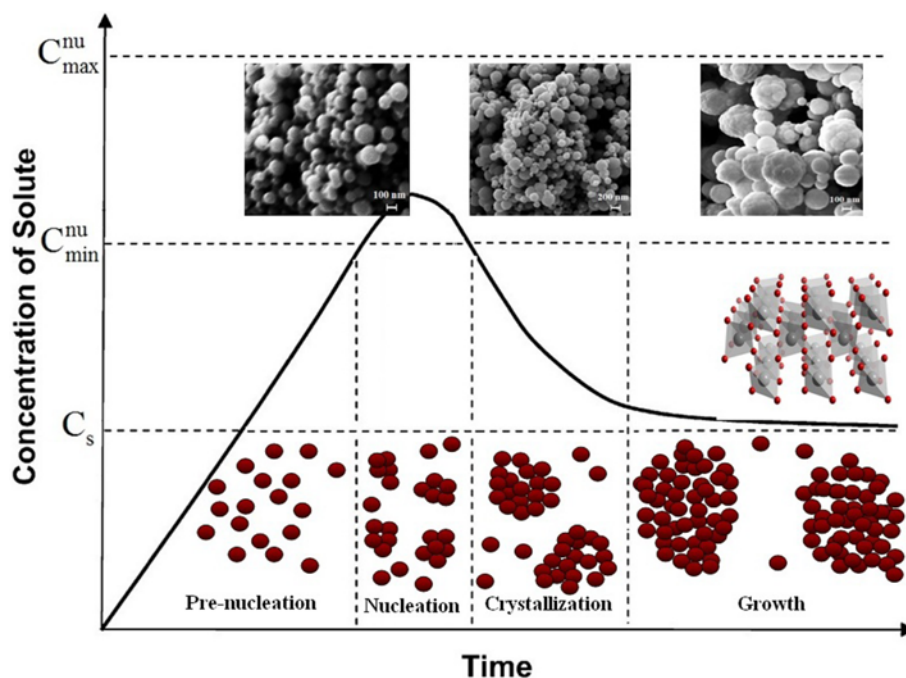 C^nu_max
100 nm
200 nm
100 nm
C^nu_min
C_s
Concentration of Solute
Pre-nucleation
Nucleation
Crystallization
Growth
Time